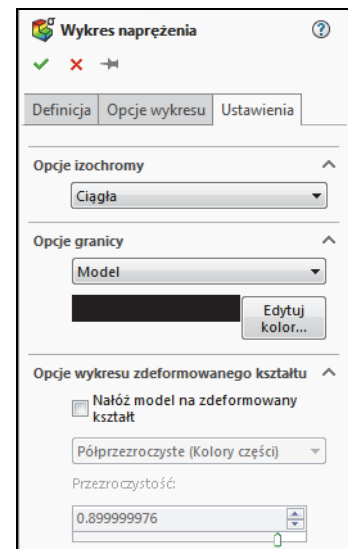 Wykres naprężenia
Definicja Opcje wykresu Ustawienia
Opcje izochromy
Ciągła
Opcje granicy
Model
Edytuj
kolor...
Opcje wykresu zdeformowanego kształtu
Nałóż model na zdeformowany
kształt
Półprzezroczyste (Kolory części)
Przezroczystość:
0.899999976